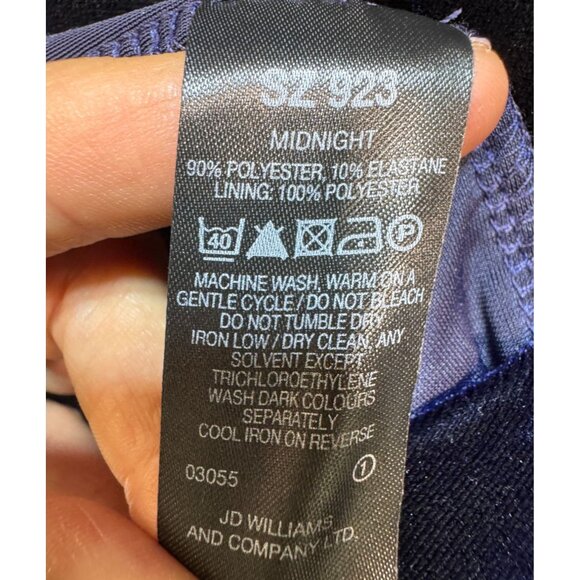 SZ 923
MIDNIGHT
90% POLYESTER, 10% ELASTANE
LINING: 100% POLYESTER
40 P
MACHINE WASH, WARM ON A
GENTLE CYCLE / DO NOT BLEACH
DO NOT TUMBLE DRY
IRON LOW / DRY CLEAN, ANY
SOLVENT EXCEPT
TRICHLOROETHYLENE
WASH DARK COLOURS
SEPARATELY
COOL IRON ON REVERSE
03055 1
JD WILLIAMS
AND COMPANY LTD.